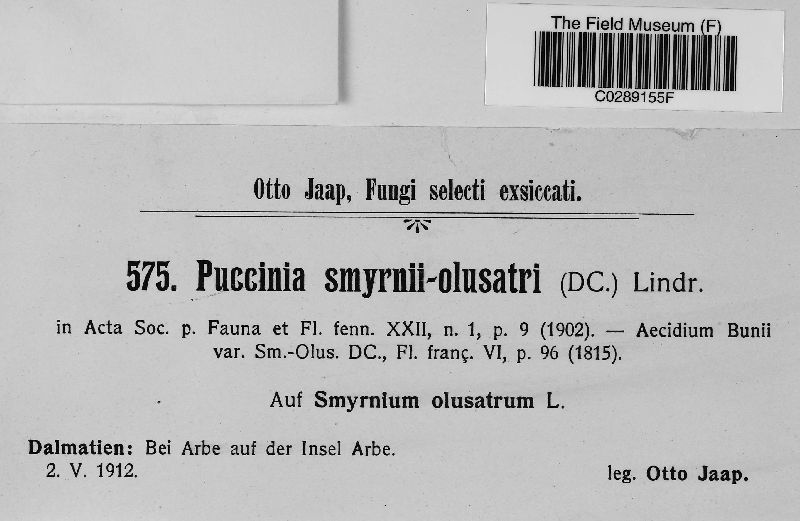 The Field Museum (F)
C0289155F
Otto Jaap, Fungi selecti exsiccati.
575. Puccinia smyrnii-olusatri (DC.) Lindr.
in Acta Soc. p. Fauna et Fl. fenn. XXII, n. 1, p. 9 (1902). — Aecidium Bunii
var. Sm.-Olus. DC., Fl. franç. VI, p. 96 (1815).
Auf Smyrnium olusatrum L.
Dalmatien: Bei Arbe auf der Insel Arbe.
2. V. 1912.
leg. Otto Jaap.